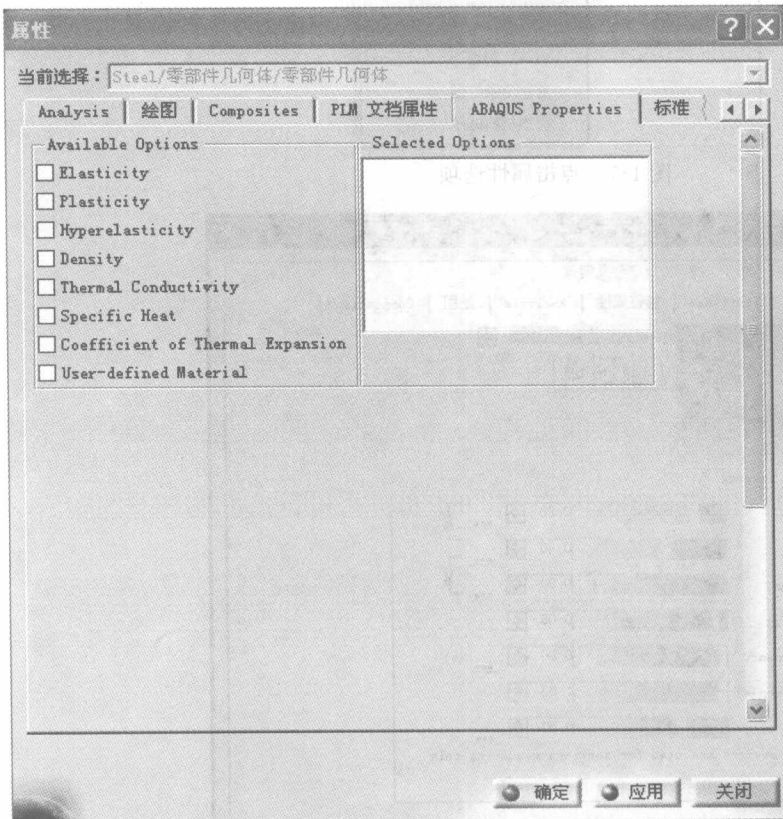 属性
当前选择： Steel/零部件几何体/零部件几何体
Analysis 绘图 Composites PLM 文档属性 ABAQUS Properties 标准
Available Options
Selected Options
Elasticity
Plasticity
Hyperelasticity
Density
Thermal Conductivity
Specific Heat
Coefficient of Thermal Expansion
User-defined Material
确定 应用 关闭